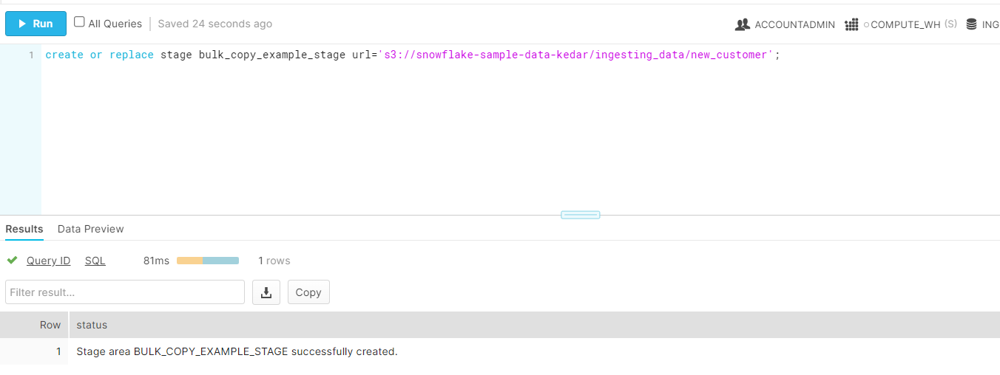 Run All Queries Saved 24 seconds ago ACCOUNTADMIN COMPUTE_WH (S) ING
1 create or replace stage bulk_copy_example_stage url='s3://snowflake-sample-data-kedar/ingesting_data/new_customer';
Results Data Preview
Query ID SQL 81ms 1 rows
Filter result... Copy
Row status
1 Stage area BULK_COPY_EXAMPLE_STAGE successfully created.